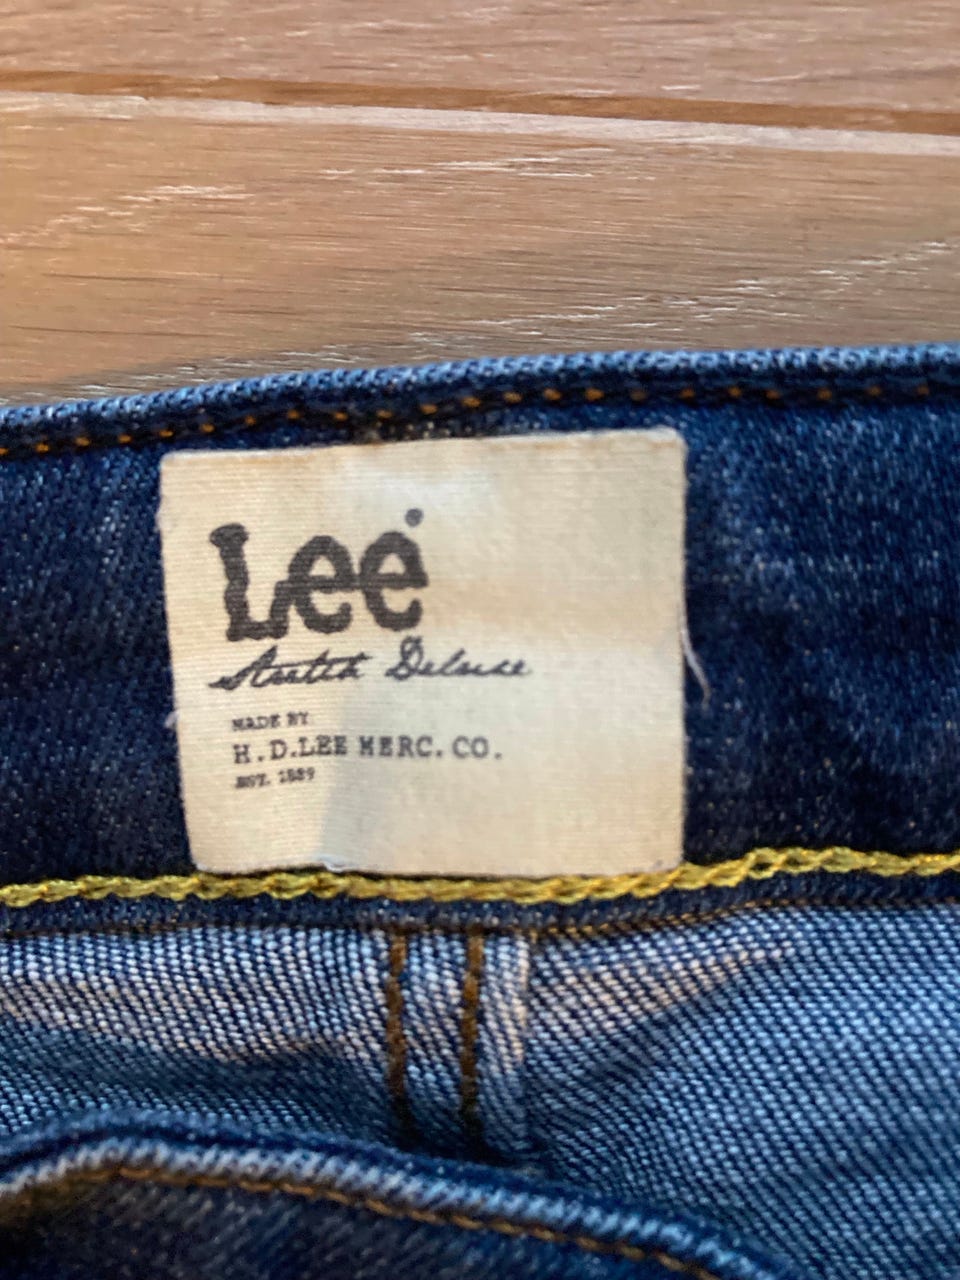 Lee
Stretch Deluxe
MADE BY
H.D.LEE MERC. CO.
EST. 1889